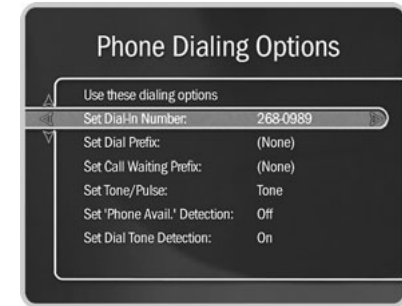 Phone Dialing Options
Use these dialing options
Set Dial-In Number: 268-0989
Set Dial Prefix: (None)
Set Call Waiting Prefix: (None)
Set Tone/Pulse: Tone
Set 'Phone Avail.' Detection: Off
Set Dial Tone Detection: On